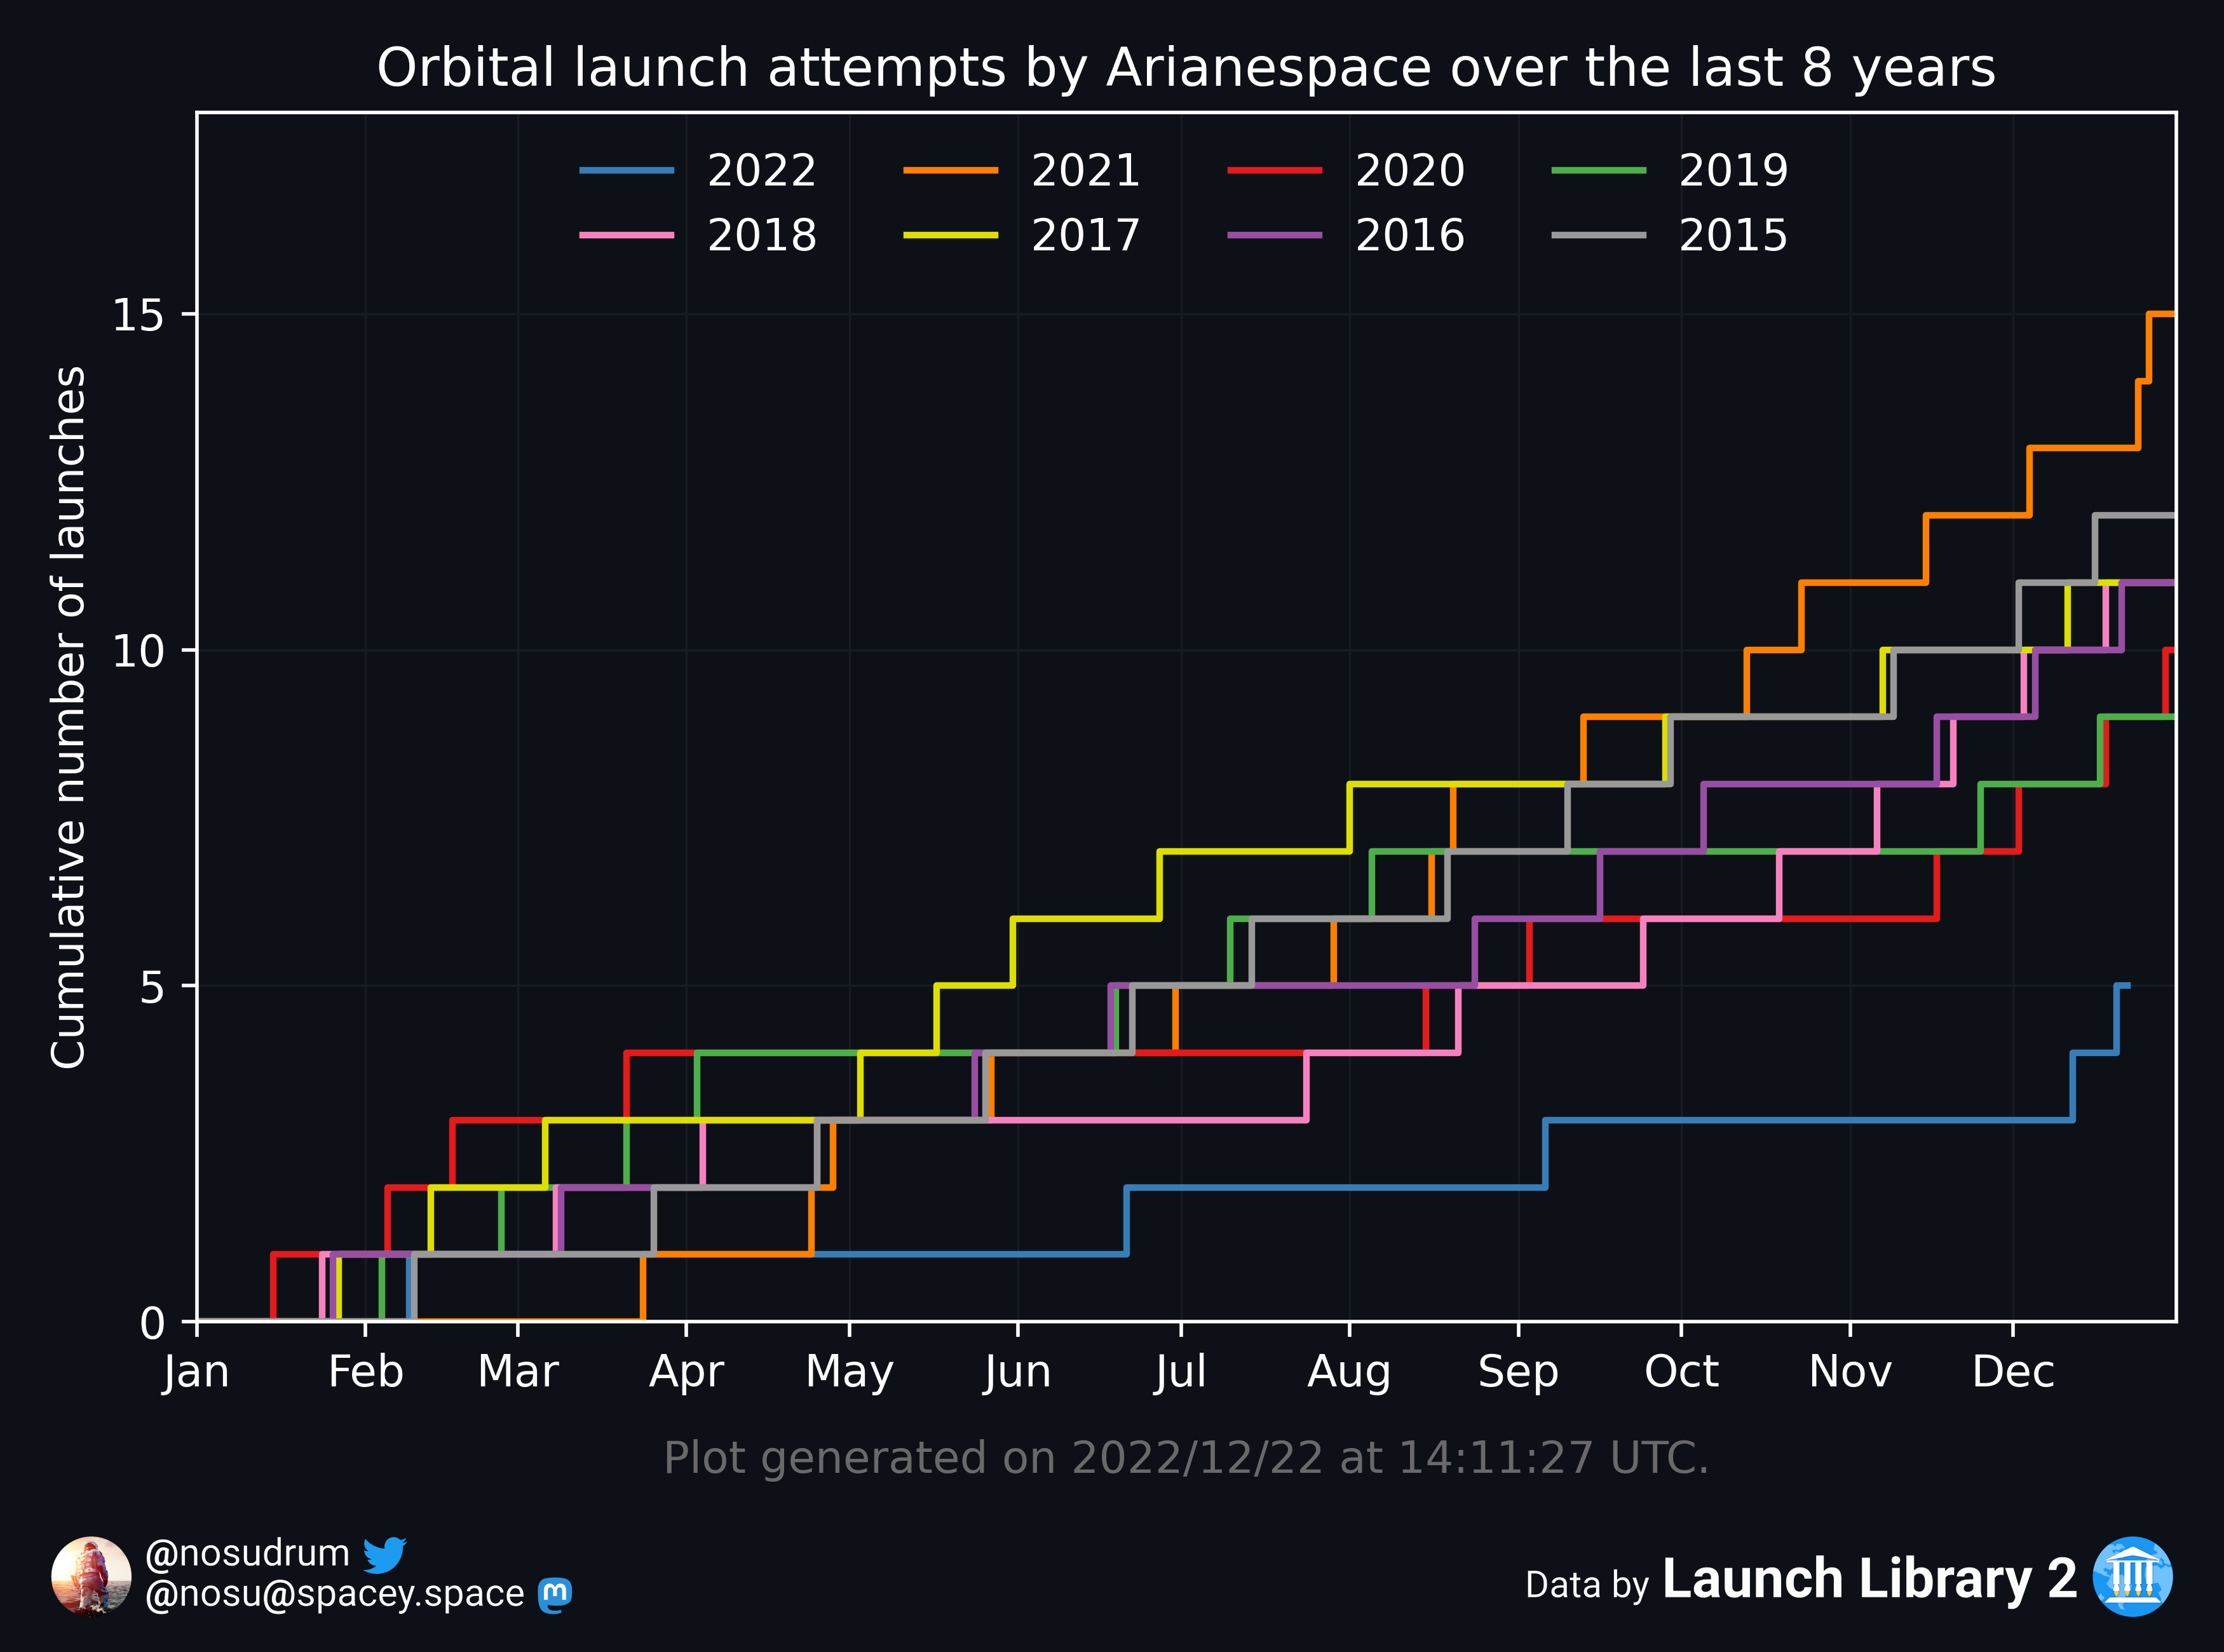 Orbital launch attempts by Arianespace over the last 8 years
2022 2021 2020 2019
2018 2017 2016 2015
Cumulative number of launches
15
10
5
0
Jan Feb Mar Apr May Jun Jul Aug Sep Oct Nov Dec
Plot generated on 2022/12/22 at 14:11:27 UTC.
@nosudrum
@nosu@spacey.space
Data by Launch Library 2